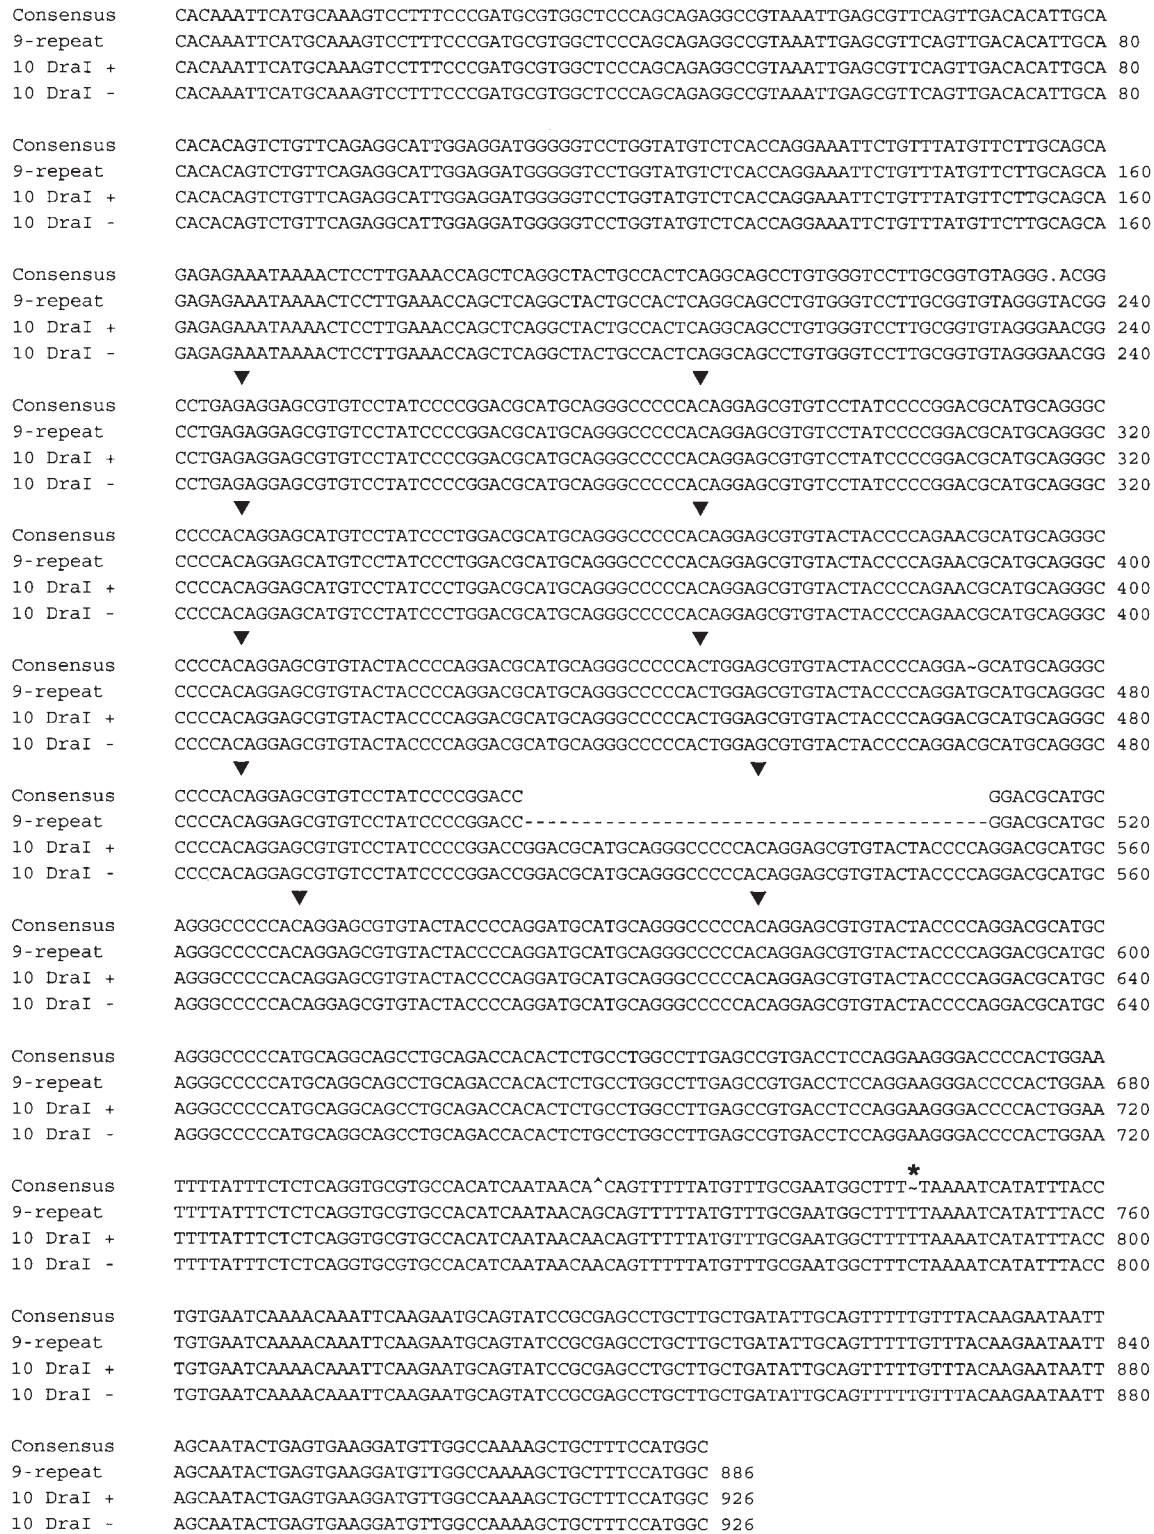 Consensus CACAAATTCATGCAAAGTCCTTTCCCGATGCGTGGCTCCCAGCAGAGGCCGTAAATTGAGCGTTCAGTTGACACATTGCA
9-repeat CACAAATTCATGCAAAGTCCTTTCCCGATGCGTGGCTCCCAGCAGAGGCCGTAAATTGAGCGTTCAGTTGACACATTGCA 80
10 DraI + CACAAATTCATGCAAAGTCCTTTCCCGATGCGTGGCTCCCAGCAGAGGCCGTAAATTGAGCGTTCAGTTGACACATTGCA 80
10 DraI - CACAAATTCATGCAAAGTCCTTTCCCGATGCGTGGCTCCCAGCAGAGGCCGTAAATTGAGCGTTCAGTTGACACATTGCA 80
Consensus CACACAGTCTGTTCAGAGGCATTGGAGGATGGGGGTCCTGGTATGTCTCACCAGGAAATTCTGTTTATGTTCTTGCAGCA
9-repeat CACACAGTCTGTTCAGAGGCATTGGAGGATGGGGGTCCTGGTATGTCTCACCAGGAAATTCTGTTTATGTTCTTGCAGCA 160
10 DraI + CACACAGTCTGTTCAGAGGCATTGGAGGATGGGGGTCCTGGTATGTCTCACCAGGAAATTCTGTTTATGTTCTTGCAGCA 160
10 DraI - CACACAGTCTGTTCAGAGGCATTGGAGGATGGGGGTCCTGGTATGTCTCACCAGGAAATTCTGTTTATGTTCTTGCAGCA 160
Consensus GAGAGAAATAAAACTCCTTGAAACCAGCTCAGGCTACTGCCACTCAGGCAGCCTGTGGGTCCTTGCGGTGTAGGG.ACGG
9-repeat GAGAGAAATAAAACTCCTTGAAACCAGCTCAGGCTACTGCCACTCAGGCAGCCTGTGGGTCCTTGCGGTGTAGGGTACGG 240
10 DraI + GAGAGAAATAAAACTCCTTGAAACCAGCTCAGGCTACTGCCACTCAGGCAGCCTGTGGGTCCTTGCGGTGTAGGGAACGG 240
10 DraI - GAGAGAAATAAAACTCCTTGAAACCAGCTCAGGCTACTGCCACTCAGGCAGCCTGTGGGTCCTTGCGGTGTAGGGAACGG 240
▼ ▼
Consensus CCTGAGAGGAGCGTGTCCTATCCCCGGACGCATGCAGGGCCCCCACAGGAGCGTGTCCTATCCCCGGACGCATGCAGGGC
9-repeat CCTGAGAGGAGCGTGTCCTATCCCCGGACGCATGCAGGGCCCCCACAGGAGCGTGTCCTATCCCCGGACGCATGCAGGGC 320
10 DraI + CCTGAGAGGAGCGTGTCCTATCCCCGGACGCATGCAGGGCCCCCACAGGAGCGTGTCCTATCCCCGGACGCATGCAGGGC 320
10 DraI - CCTGAGAGGAGCGTGTCCTATCCCCGGACGCATGCAGGGCCCCCACAGGAGCGTGTCCTATCCCCGGACGCATGCAGGGC 320
▼ ▼
Consensus CCCCACAGGAGCATGTCCTATCCCTGGACGCATGCAGGGCCCCCACAGGAGCGTGTACTACCCCAGAACGCATGCAGGGC
9-repeat CCCCACAGGAGCATGTCCTATCCCTGGACGCATGCAGGGCCCCCACAGGAGCGTGTACTACCCCAGAACGCATGCAGGGC 400
10 DraI + CCCCACAGGAGCATGTCCTATCCCTGGACGCATGCAGGGCCCCCACAGGAGCGTGTACTACCCCAGAACGCATGCAGGGC 400
10 DraI - CCCCACAGGAGCATGTCCTATCCCTGGACGCATGCAGGGCCCCCACAGGAGCGTGTACTACCCCAGAACGCATGCAGGGC 400
▼ ▼
Consensus CCCCACAGGAGCGTGTACTACCCCAGGACGCATGCAGGGCCCCCACTGGAGCGTGTACTACCCCAGGA~GCATGCAGGGC
9-repeat CCCCACAGGAGCGTGTACTACCCCAGGACGCATGCAGGGCCCCCACTGGAGCGTGTACTACCCCAGGATGCATGCAGGGC 480
10 DraI + CCCCACAGGAGCGTGTACTACCCCAGGACGCATGCAGGGCCCCCACTGGAGCGTGTACTACCCCAGGACGCATGCAGGGC 480
10 DraI - CCCCACAGGAGCGTGTACTACCCCAGGACGCATGCAGGGCCCCCACTGGAGCGTGTACTACCCCAGGACGCATGCAGGGC 480
▼ ▼
Consensus CCCCACAGGAGCGTGTCCTATCCCCGGACC GGACGCATGC
9-repeat CCCCACAGGAGCGTGTCCTATCCCCGGACC----------------------------------------GGACGCATGC 520
10 DraI + CCCCACAGGAGCGTGTCCTATCCCCGGACCGGACGCATGCAGGGCCCCCACAGGAGCGTGTACTACCCCAGGACGCATGC 560
10 DraI - CCCCACAGGAGCGTGTCCTATCCCCGGACCGGACGCATGCAGGGCCCCCACAGGAGCGTGTACTACCCCAGGACGCATGC 560
▼ ▼
Consensus AGGGCCCCCACAGGAGCGTGTACTACCCCAGGATGCATGCAGGGCCCCCACAGGAGCGTGTACTACCCCAGGACGCATGC
9-repeat AGGGCCCCCACAGGAGCGTGTACTACCCCAGGATGCATGCAGGGCCCCCACAGGAGCGTGTACTACCCCAGGACGCATGC 600
10 DraI + AGGGCCCCCACAGGAGCGTGTACTACCCCAGGATGCATGCAGGGCCCCCACAGGAGCGTGTACTACCCCAGGACGCATGC 640
10 DraI - AGGGCCCCCACAGGAGCGTGTACTACCCCAGGATGCATGCAGGGCCCCCACAGGAGCGTGTACTACCCCAGGACGCATGC 640
Consensus AGGGCCCCCATGCAGGCAGCCTGCAGACCACACTCTGCCTGGCCTTGAGCCGTGACCTCCAGGAAGGGACCCCACTGGAA
9-repeat AGGGCCCCCATGCAGGCAGCCTGCAGACCACACTCTGCCTGGCCTTGAGCCGTGACCTCCAGGAAGGGACCCCACTGGAA 680
10 DraI + AGGGCCCCCATGCAGGCAGCCTGCAGACCACACTCTGCCTGGCCTTGAGCCGTGACCTCCAGGAAGGGACCCCACTGGAA 720
10 DraI - AGGGCCCCCATGCAGGCAGCCTGCAGACCACACTCTGCCTGGCCTTGAGCCGTGACCTCCAGGAAGGGACCCCACTGGAA 720
*
Consensus TTTTATTTCTCTCAGGTGCGTGCCACATCAATAACA^CAGTTTTTATGTTTGCGAATGGCTTT~TAAAATCATATTTACC
9-repeat TTTTATTTCTCTCAGGTGCGTGCCACATCAATAACAGCAGTTTTTATGTTTGCGAATGGCTTTTTAAAATCATATTTACC 760
10 DraI + TTTTATTTCTCTCAGGTGCGTGCCACATCAATAACAACAGTTTTTATGTTTGCGAATGGCTTTTTAAAATCATATTTACC 800
10 DraI - TTTTATTTCTCTCAGGTGCGTGCCACATCAATAACAACAGTTTTTATGTTTGCGAATGGCTTTCTAAAATCATATTTACC 800
Consensus TGTGAATCAAAACAAATTCAAGAATGCAGTATCCGCGAGCCTGCTTGCTGATATTGCAGTTTTTGTTTACAAGAATAATT
9-repeat TGTGAATCAAAACAAATTCAAGAATGCAGTATCCGCGAGCCTGCTTGCTGATATTGCAGTTTTTGTTTACAAGAATAATT 840
10 DraI + TGTGAATCAAAACAAATTCAAGAATGCAGTATCCGCGAGCCTGCTTGCTGATATTGCAGTTTTTGTTTACAAGAATAATT 880
10 DraI - TGTGAATCAAAACAAATTCAAGAATGCAGTATCCGCGAGCCTGCTTGCTGATATTGCAGTTTTTGTTTACAAGAATAATT 880
Consensus AGCAATACTGAGTGAAGGATGTTGGCCAAAAGCTGCTTTCCATGGC
9-repeat AGCAATACTGAGTGAAGGATGTTGGCCAAAAGCTGCTTTCCATGGC 886
10 DraI + AGCAATACTGAGTGAAGGATGTTGGCCAAAAGCTGCTTTCCATGGC 926
10 DraI - AGCAATACTGAGTGAAGGATGTTGGCCAAAAGCTGCTTTCCATGGC 926